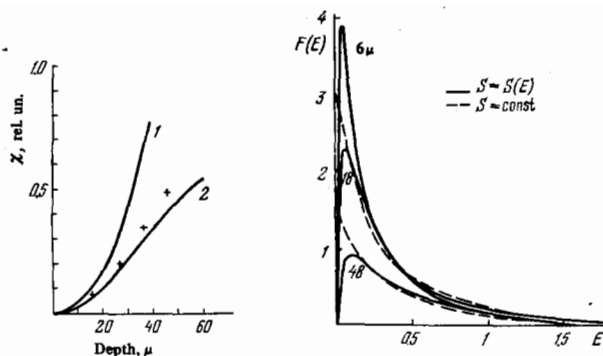 1,0
0,5
χ, rel. un.
1
2
20
40
60
Depth, μ
4
F(E)
3
2
1
6μ
18
48
S = S(E)
S = const
0,5
1
1,5
E